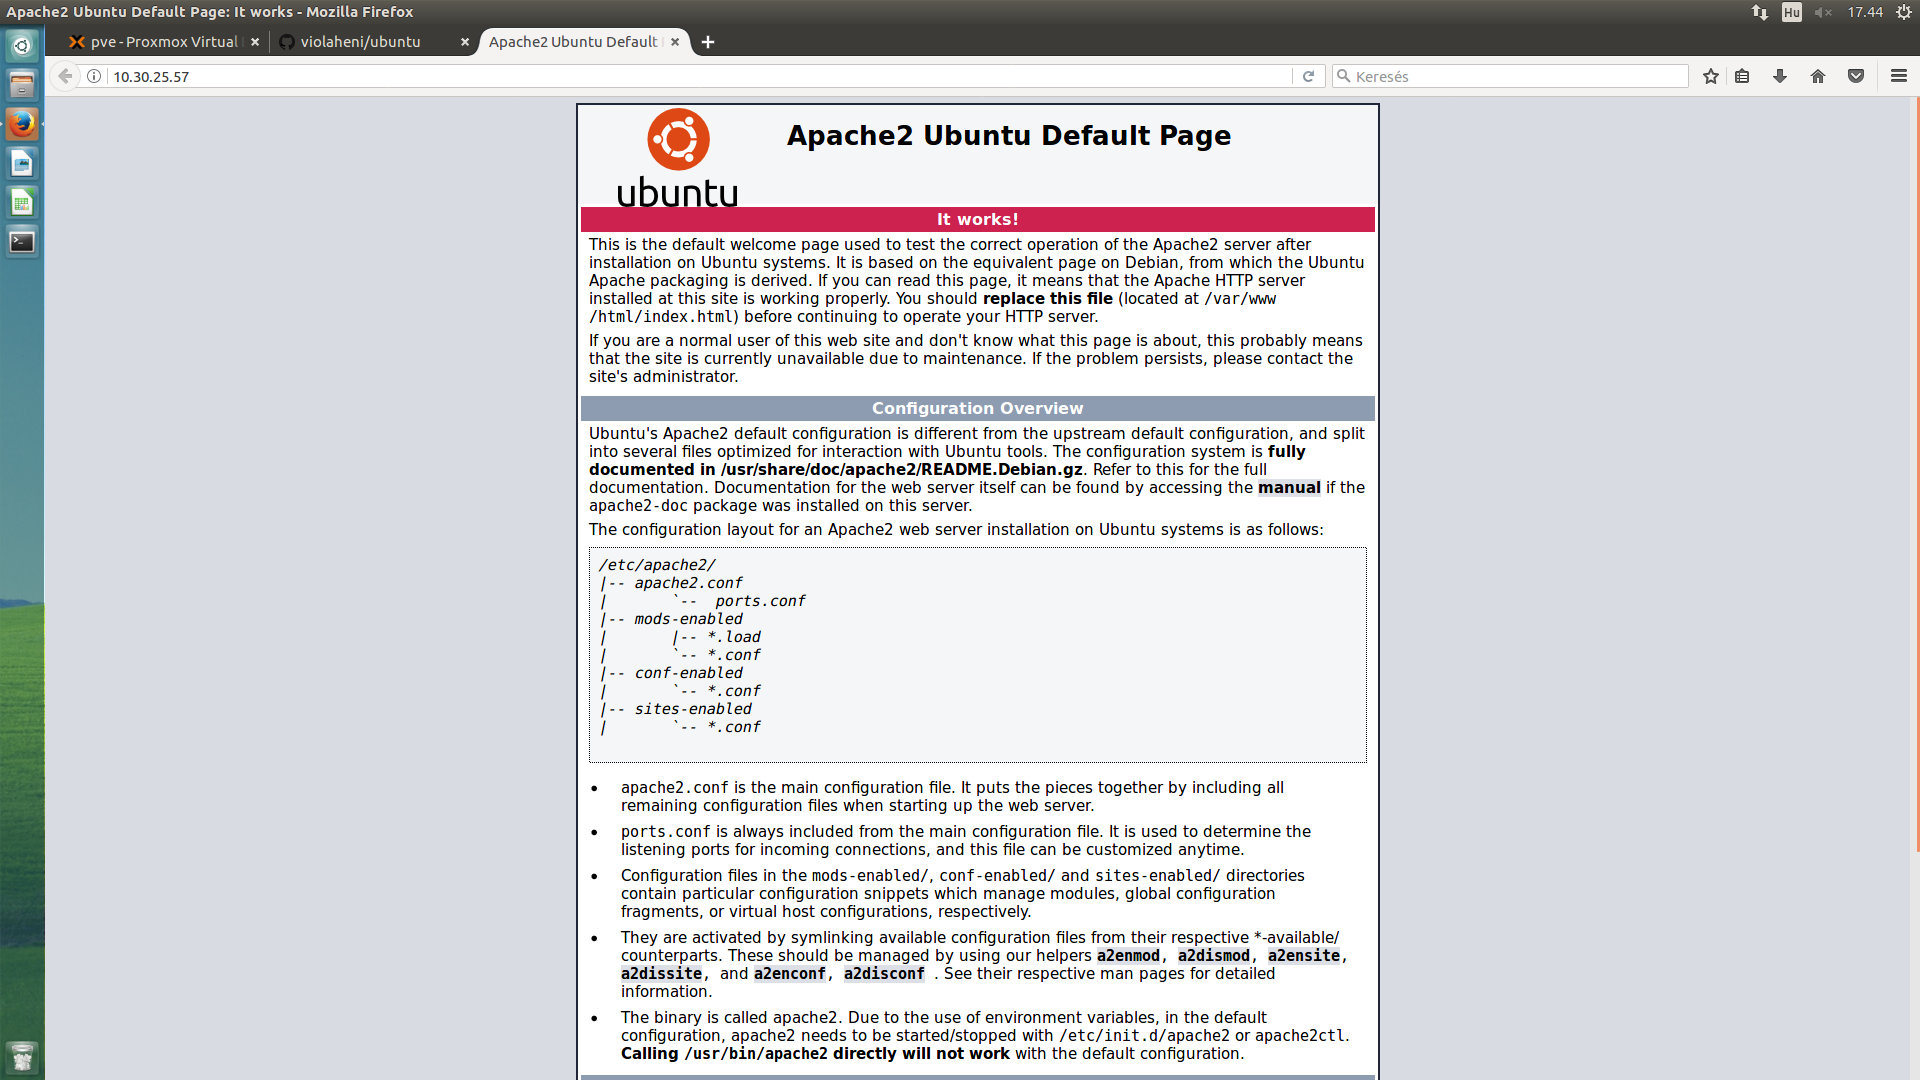 Apache2 Ubuntu Default Page: It works - Mozilla Firefox
Hu
17.44
pve - Proxmox Virtual
violaheni/ubuntu
Apache2 Ubuntu Default
10.30.25.57
Keresés
ubuntu
Apache2 Ubuntu Default Page
It works!
This is the default welcome page used to test the correct operation of the Apache2 server after
installation on Ubuntu systems. It is based on the equivalent page on Debian, from which the Ubuntu
Apache packaging is derived. If you can read this page, it means that the Apache HTTP server
installed at this site is working properly. You should replace this file (located at /var/www
/html/index.html) before continuing to operate your HTTP server.
If you are a normal user of this web site and don't know what this page is about, this probably means
that the site is currently unavailable due to maintenance. If the problem persists, please contact the
site's administrator.
Configuration Overview
Ubuntu's Apache2 default configuration is different from the upstream default configuration, and split
into several files optimized for interaction with Ubuntu tools. The configuration system is fully
documented in /usr/share/doc/apache2/README.Debian.gz. Refer to this for the full
documentation. Documentation for the web server itself can be found by accessing the manual if the
apache2-doc package was installed on this server.
The configuration layout for an Apache2 web server installation on Ubuntu systems is as follows:
/etc/apache2/
|-- apache2.conf
|       `--  ports.conf
|-- mods-enabled
|       |-- *.load
|       `-- *.conf
|-- conf-enabled
|       `-- *.conf
|-- sites-enabled
|       `-- *.conf
• apache2.conf is the main configuration file. It puts the pieces together by including all
remaining configuration files when starting up the web server.
• ports.conf is always included from the main configuration file. It is used to determine the
listening ports for incoming connections, and this file can be customized anytime.
• Configuration files in the mods-enabled/, conf-enabled/ and sites-enabled/ directories
contain particular configuration snippets which manage modules, global configuration
fragments, or virtual host configurations, respectively.
• They are activated by symlinking available configuration files from their respective *-available/
counterparts. These should be managed by using our helpers a2enmod, a2dismod, a2ensite,
a2dissite, and a2enconf, a2disconf . See their respective man pages for detailed
information.
• The binary is called apache2. Due to the use of environment variables, in the default
configuration, apache2 needs to be started/stopped with /etc/init.d/apache2 or apache2ctl.
Calling /usr/bin/apache2 directly will not work with the default configuration.